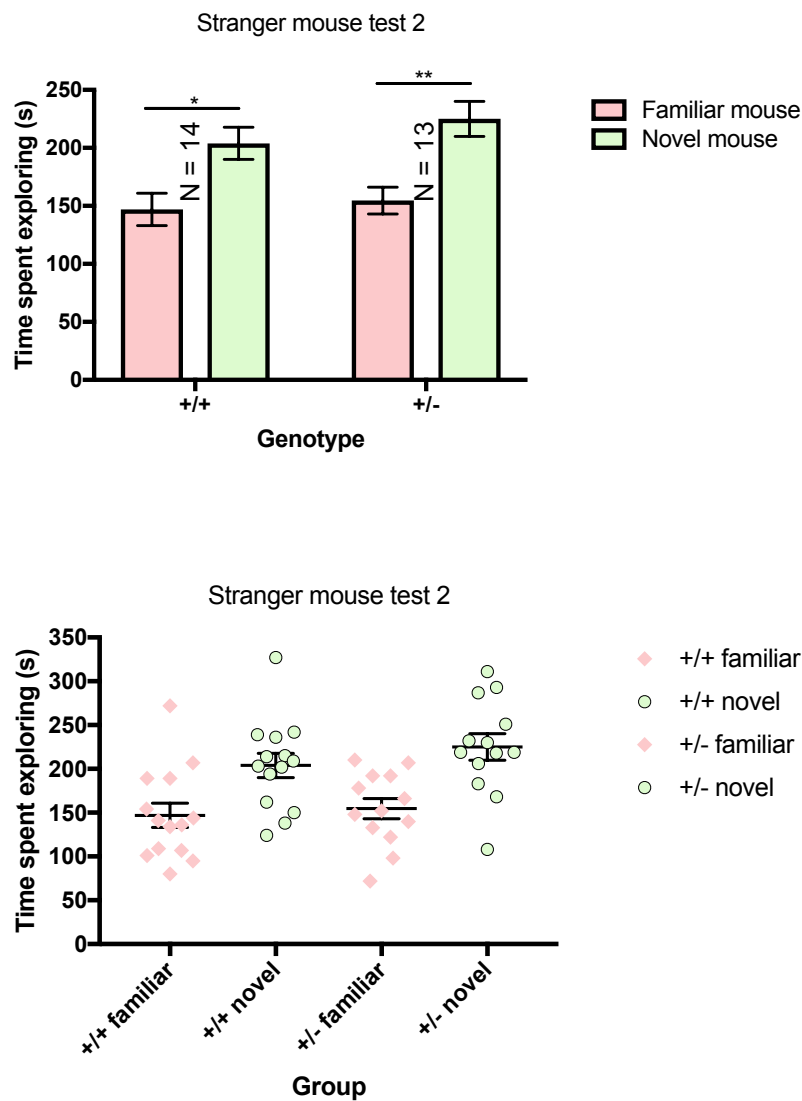 Stranger mouse test 2
250
200
150
100
50
0
Time spent exploring (s)
*
**
N = 14
N = 13
+/+
+/-
Genotype
Familiar mouse
Novel mouse
Stranger mouse test 2
350
300
250
200
150
100
50
0
Time spent exploring (s)
+/+ familiar
+/+ novel
+/- familiar
+/- novel
Group
+/+ familiar
+/+ novel
+/- familiar
+/- novel